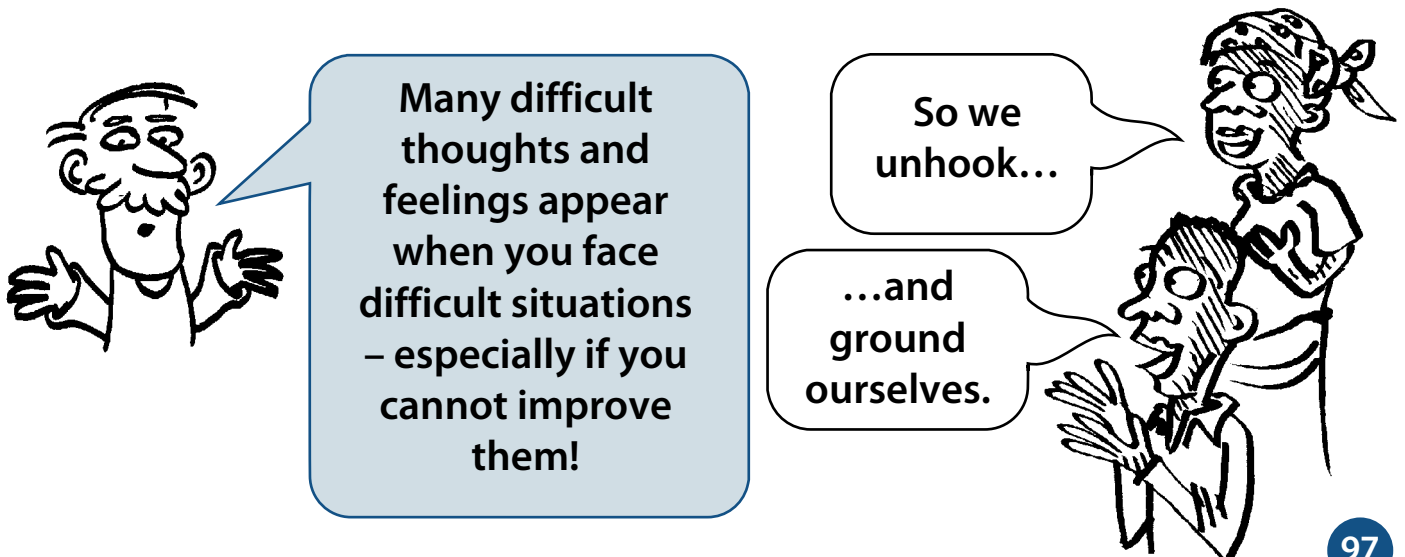 Many difficult
thoughts and
feelings appear
when you face
difficult situations
– especially if you
cannot improve
them!
So we
unhook…
…and
ground
ourselves.
97